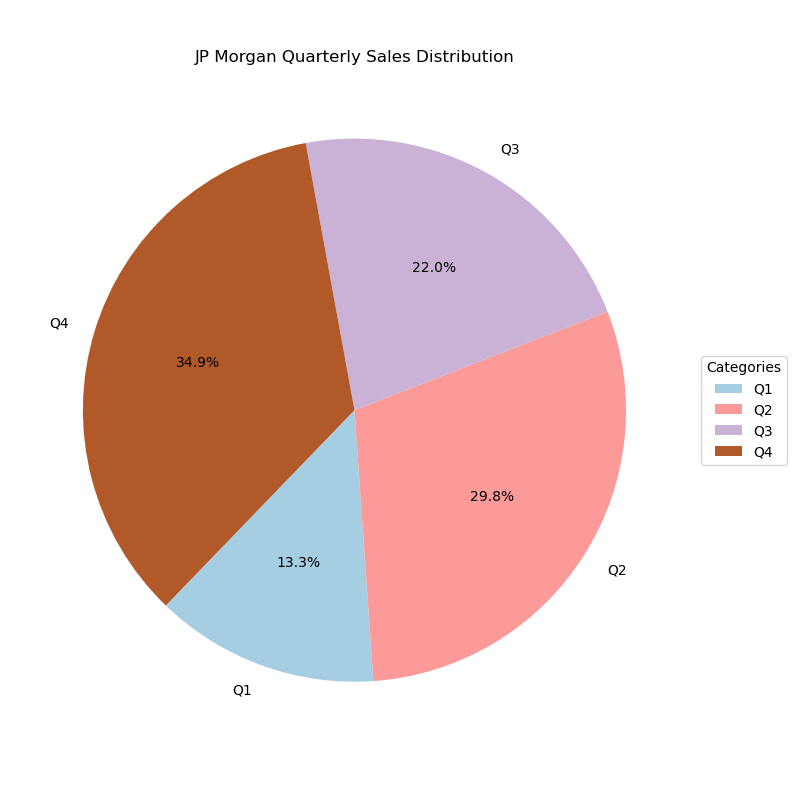 JP Morgan Quarterly Sales Distribution
Q3
22.0%
Q4
34.9%
Categories
Q1
Q2
Q3
Q4
29.8%
13.3%
Q2
Q1